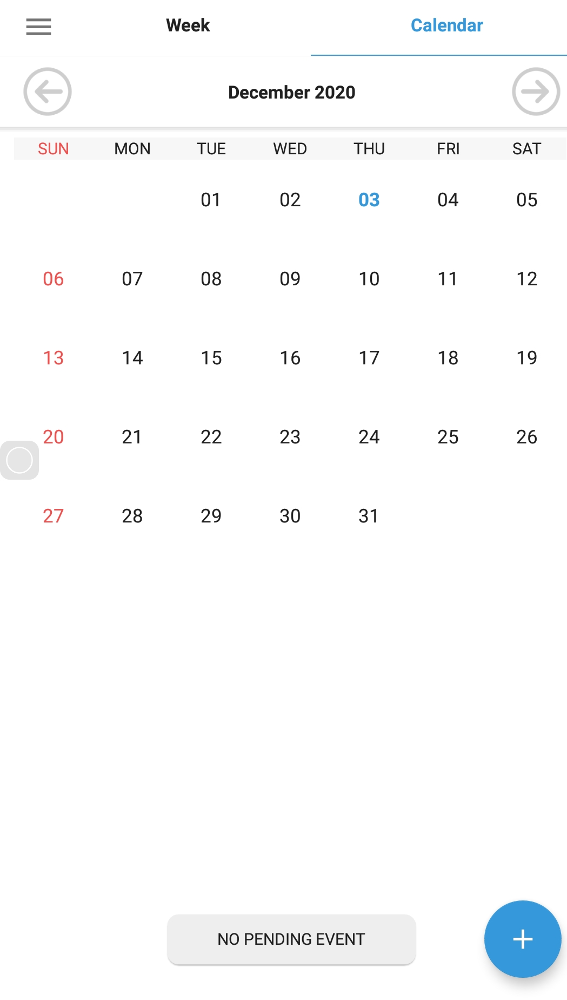 Week Calendar
December 2020
SUN MON TUE WED THU FRI SAT
01 02 03 04 05
06 07 08 09 10 11 12
13 14 15 16 17 18 19
20 21 22 23 24 25 26
27 28 29 30 31
NO PENDING EVENT
+